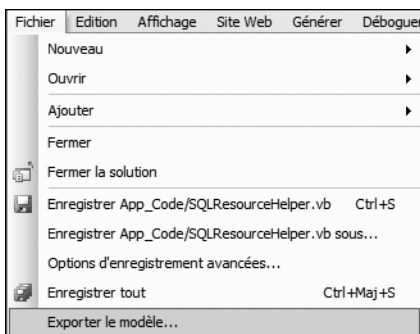 Fichier Edition Affichage Site Web Générer Débogue
Nouveau
Ouvrir
Ajouter
Fermer
Fermer la solution
Enregistrer App_Code/SQLResourceHelper.vb Ctrl+S
Enregistrer App_Code/SQLResourceHelper.vb sous...
Options d'enregistrement avancées...
Enregistrer tout Ctrl+Maj+S
Exporter le modèle...